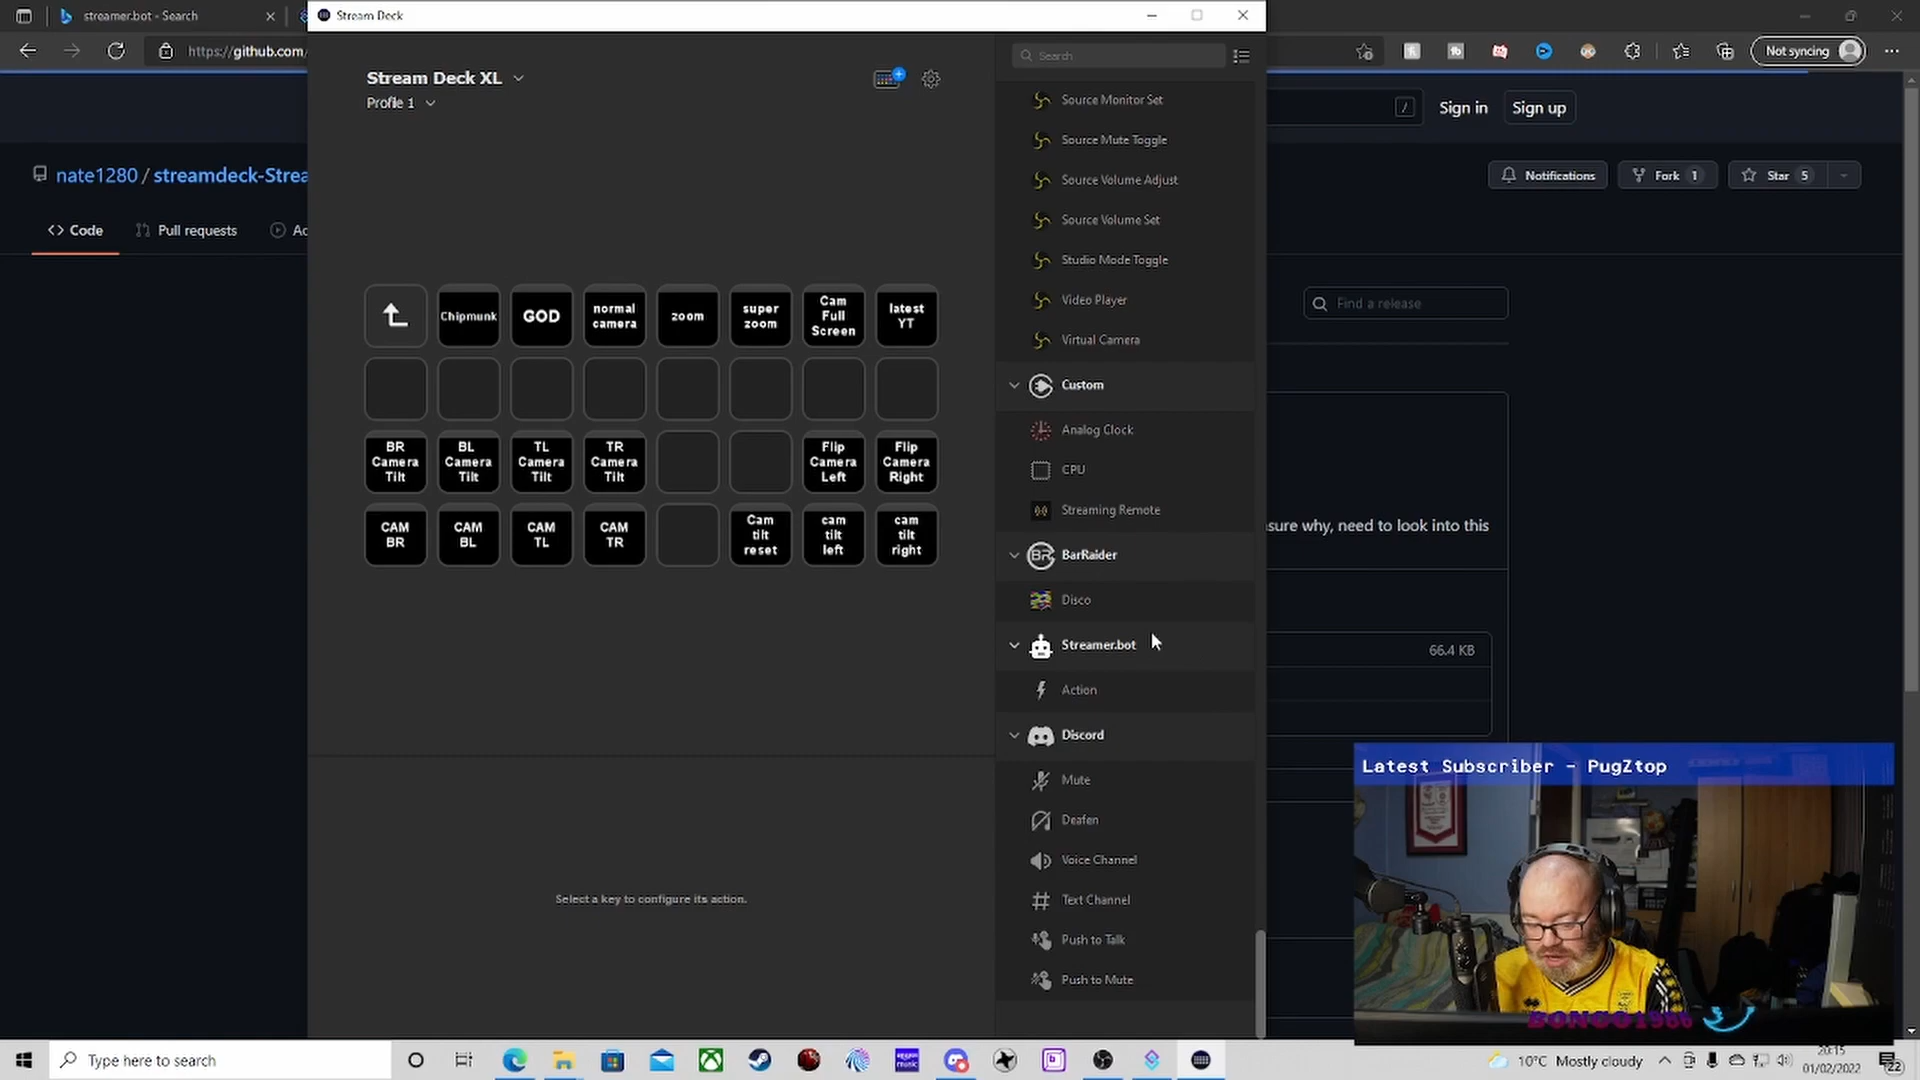 streamer.bot - Search
Stream Deck
https://github.com/
Not syncing
Stream Deck XL
Profile 1
Search
Sign in
Sign up
/
nate1280 / streamdeck-Strea
Notifications
Fork 1
Star 5
Code
Pull requests
Ac
Find a release
Chipmunk
GOD
normal
camera
zoom
super
zoom
Cam
Full
Screen
latest
YT
BR
Camera
Tilt
BL
Camera
Tilt
TL
Camera
Tilt
TR
Camera
Tilt
Flip
Camera
Left
Flip
Camera
Right
CAM
BR
CAM
BL
CAM
TL
CAM
TR
Cam
tilt
reset
cam
tilt
left
cam
tilt
right
Select a key to configure its action.
Source Monitor Set
Source Mute Toggle
Source Volume Adjust
Source Volume Set
Studio Mode Toggle
Video Player
Virtual Camera
Custom
Analog Clock
CPU
Streaming Remote
BR BarRaider
Disco
Streamer.bot
Action
Discord
Mute
Deafen
Voice Channel
Text Channel
Push to Talk
Push to Mute
sure why, need to look into this
66.4 KB
Latest Subscriber - PugZtop
BONGO1986
Type here to search
10°C Mostly cloudy
20:15
01/02/2022
22